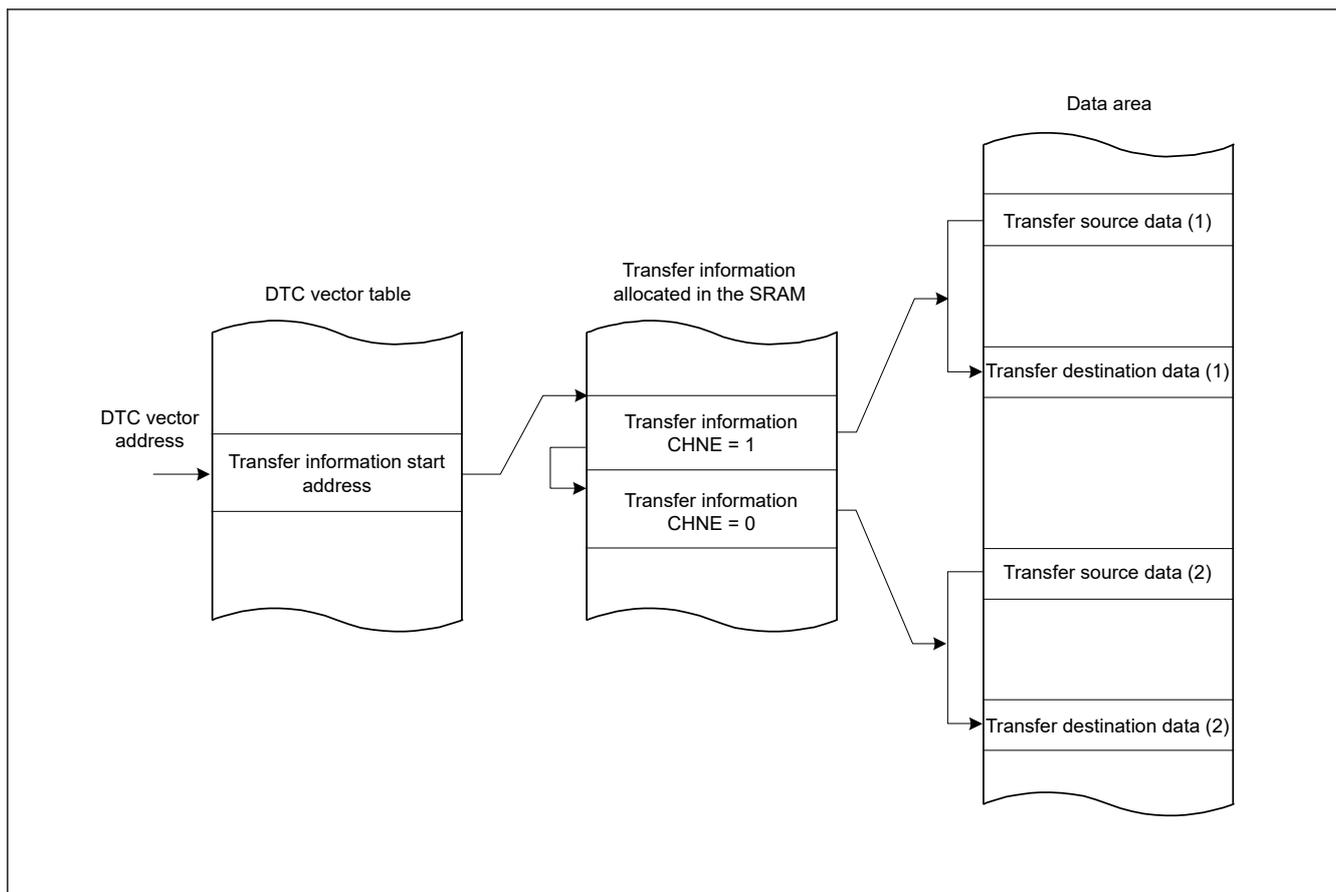 Data area
Transfer source data (1)
Transfer destination data (1)
Transfer source data (2)
Transfer destination data (2)
Transfer information
allocated in the SRAM
Transfer information
CHNE = 1
Transfer information
CHNE = 0
DTC vector table
DTC vector
address
Transfer information start
address